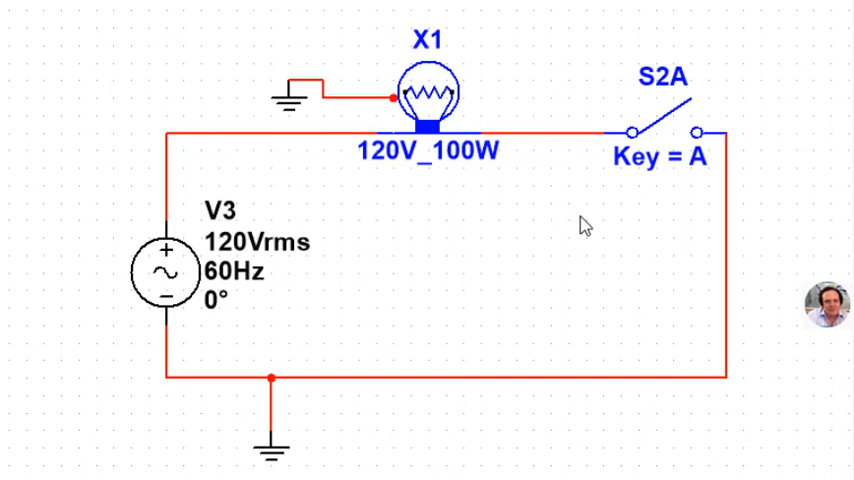 X1
S2A
120V_100W
Key = A
V3
120Vrms
60Hz
0°